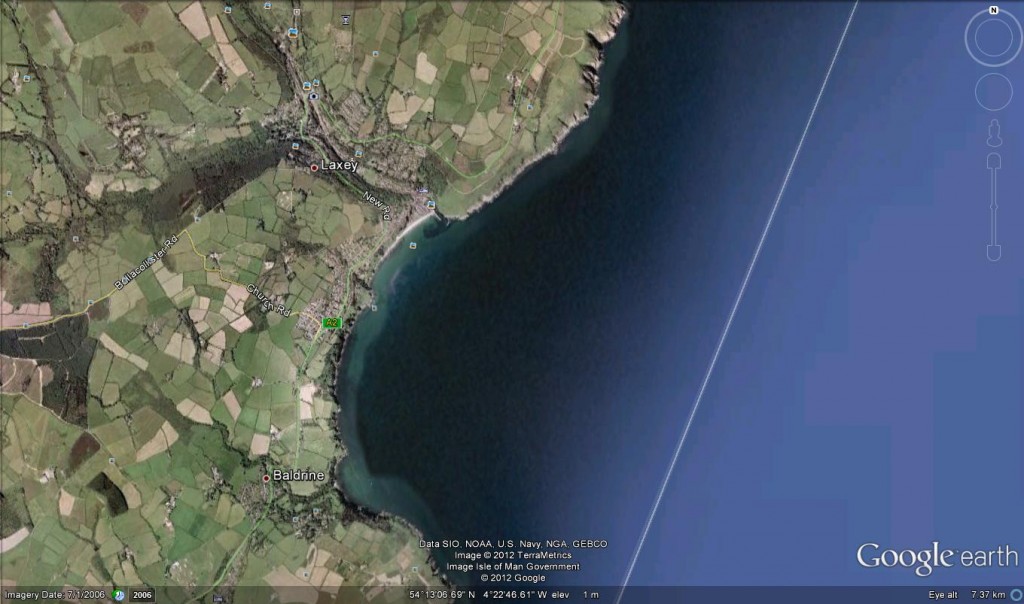 N
Laxey
New Rd
Ballacollister Rd
Church Rd
A2
Baldrine
Data SIO, NOAA, U.S. Navy, NGA, GEBCO
Image © 2012 TerraMetrics
Image Isle of Man Government
© 2012 Google
Google earth
Imagery Date: 7/1/2006 2006 54°13'06.69" N 4°22'46.61" W elev 1 m Eye alt 7.37 km